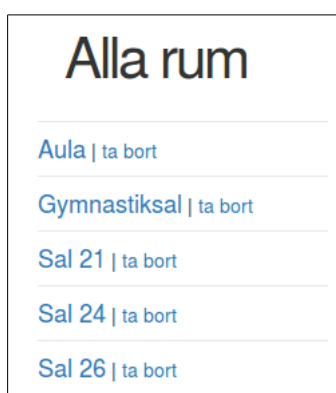 Alla rum
Aula | ta bort
Gymnastiksal | ta bort
Sal 21 | ta bort
Sal 24 | ta bort
Sal 26 | ta bort